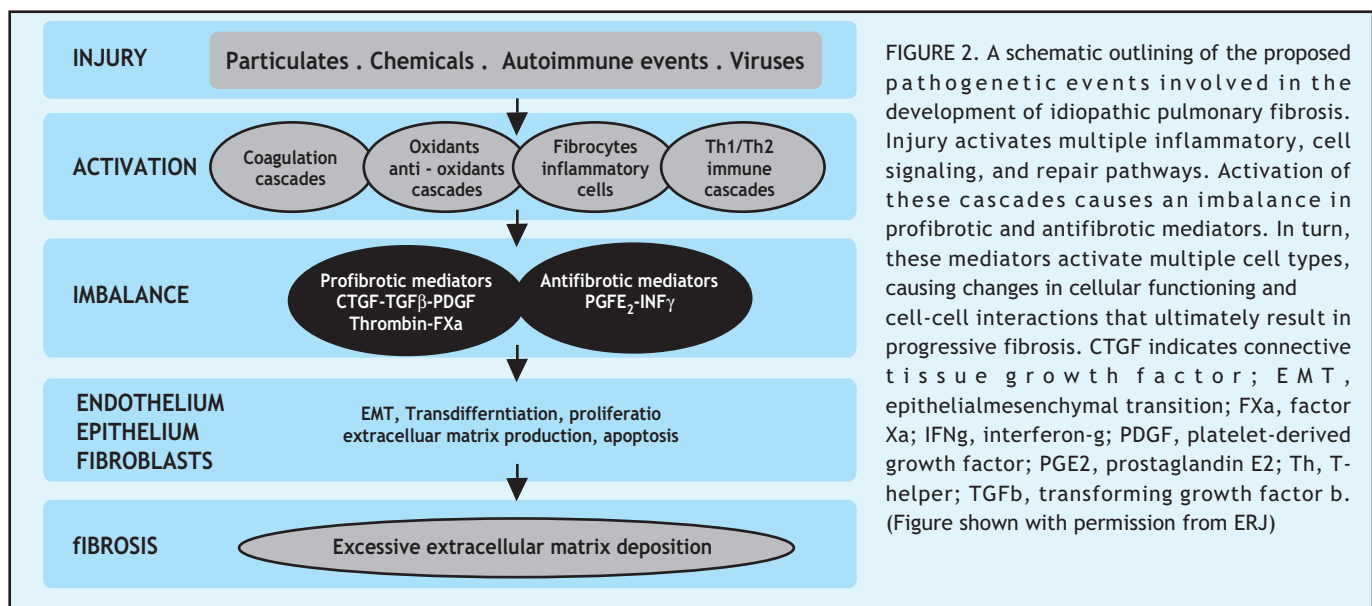 INJURY
Particulates . Chemicals . Autoimmune events . Viruses
ACTIVATION
Coagulation
cascades
Oxidants
anti - oxidants
cascades
Fibrocytes
inflammatory
cells
Th1/Th2
immune
cascades
IMBALANCE
Profibrotic mediators
CTGF-TGFβ-PDGF
Thrombin-FXa
Antifibrotic mediators
PGFE₂-INFγ
ENDOTHELIUM
EPITHELIUM
FIBROBLASTS
EMT, Transdifferntiation, proliferatio
extracelluar matrix production, apoptosis
fIBROSIS
Excessive extracellular matrix deposition
FIGURE 2. A schematic outlining of the proposed
pathogenetic events involved in the
development of idiopathic pulmonary fibrosis.
Injury activates multiple inflammatory, cell
signaling, and repair pathways. Activation of
these cascades causes an imbalance in
profibrotic and antifibrotic mediators. In turn,
these mediators activate multiple cell types,
causing changes in cellular functioning and
cell-cell interactions that ultimately result in
progressive fibrosis. CTGF indicates connective
tissue growth factor; EMT,
epithelialmesenchymal transition; FXa, factor
Xa; IFNg, interferon-g; PDGF, platelet-derived
growth factor; PGE2, prostaglandin E2; Th, T-
helper; TGFb, transforming growth factor b.
(Figure shown with permission from ERJ)